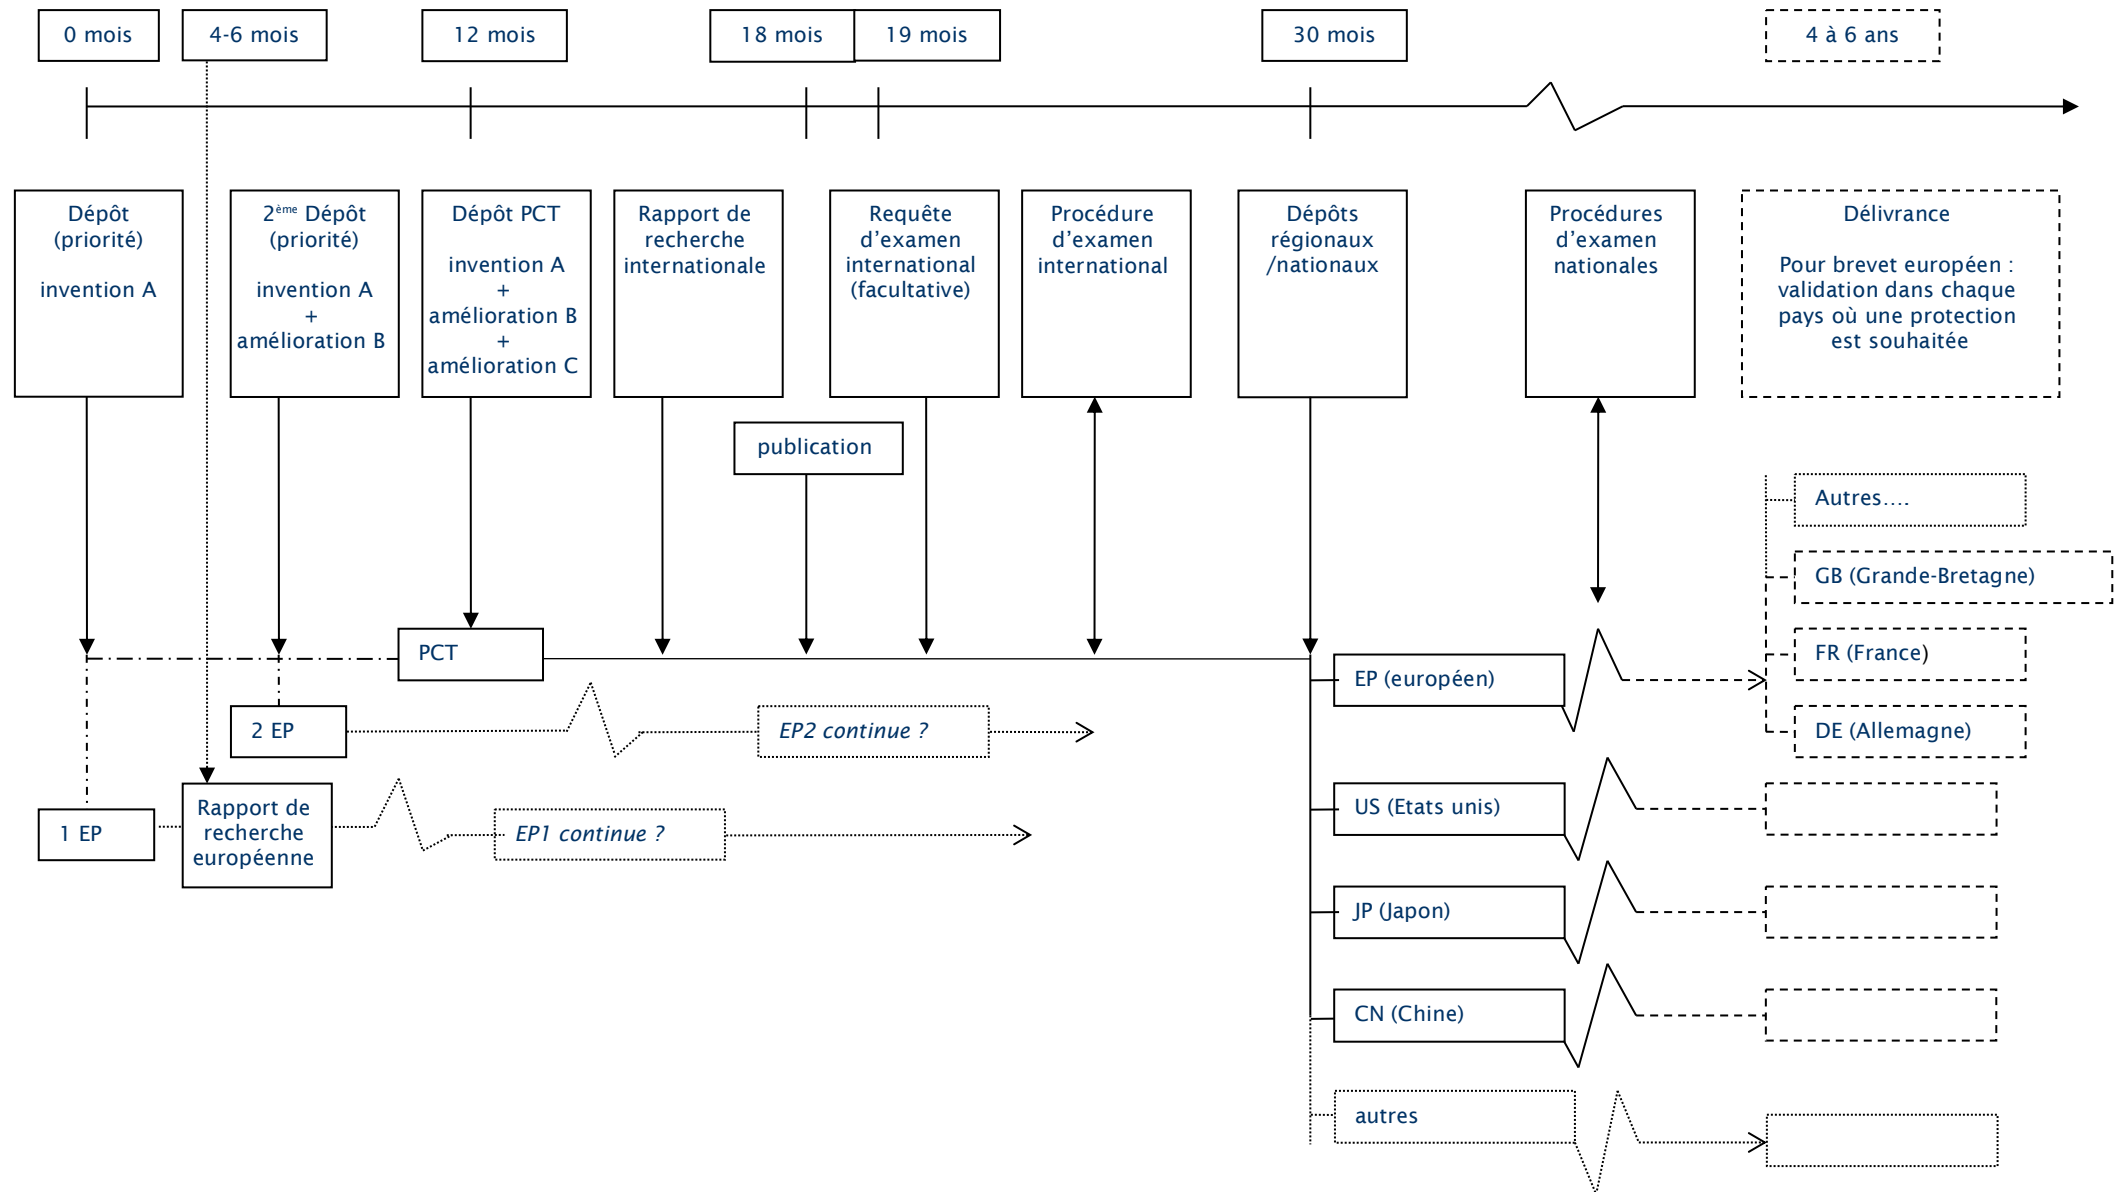 0 mois
4-6 mois
12 mois
18 mois
19 mois
30 mois
4 à 6 ans
Dépôt
(priorité)
invention A
2ème Dépôt
(priorité)
invention A
+
amélioration B
Dépôt PCT
invention A
+
amélioration B
+
amélioration C
Rapport de
recherche
internationale
Requête
d’examen
international
(facultative)
Procédure
d’examen
international
Dépôts
régionaux
/nationaux
Procédures
d’examen
nationales
Délivrance
Pour brevet européen :
validation dans chaque
pays où une protection
est souhaitée
publication
Autres....
GB (Grande-Bretagne)
FR (France)
DE (Allemagne)
PCT
EP (européen)
2 EP
EP2 continue ?
1 EP
Rapport de
recherche
européenne
EP1 continue ?
US (Etats unis)
JP (Japon)
CN (Chine)
autres